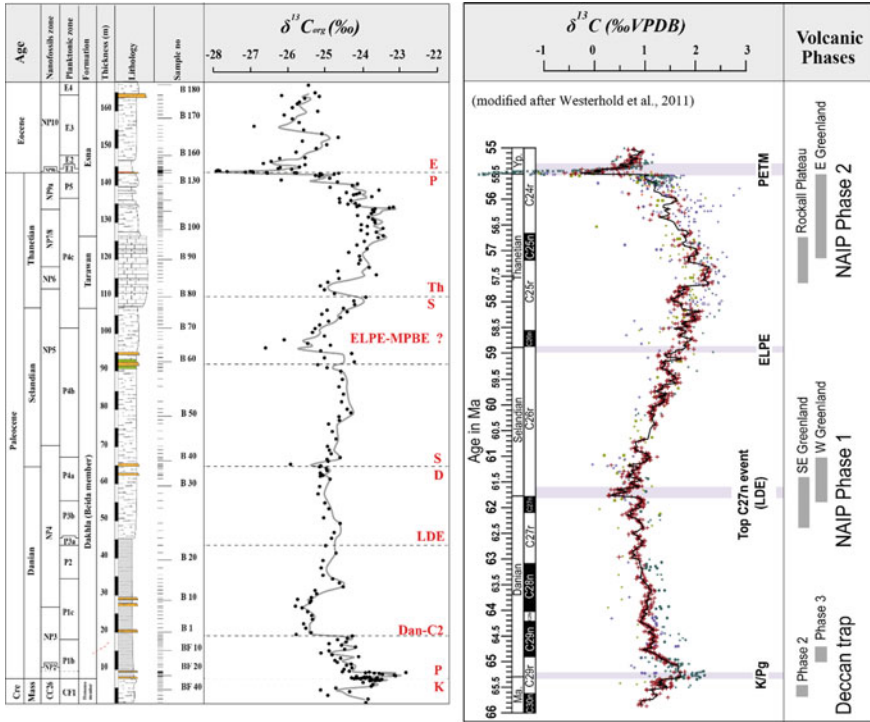 Age
Nanofossils zone
Planktonic zone
Formation
Thickness (m)
Lithology
Sample no
δ¹³C org (‰)
-28 -27 -26 -25 -24 -23 -22
Eocene
Paleocene
Cre
Thanetian
Selandian
Danian
Mass
NP10
NP9a
NP7/8
NP6
NP5
NP4
NP3
NP2
CC26
E4
E3
E2
E1
P5
P4c
P4b
P4a
P3b
P3a
P2
P1c
P1b
CF1
Esna
Tarawan
Dakhla (Beida member)
160
150
140
130
120
110
100
90
80
70
60
50
40
30
20
10
B 180
B 170
B 160
B 130
B 100
B 90
B 80
B 70
B 60
B 50
B 40
B 30
B 20
B 10
B 1
BF 10
BF 20
BF 40
E
P
Th
S
ELPE-MPBE ?
S
D
LDE
Dan-C2
P
K
δ¹³C (‰VPDB)
-1 0 1 2 3
(modified after Westerhold et al., 2011)
Age in Ma
55
55.5
56
56.5
57
57.5
58
58.5
59
59.5
60
60.5
61
61.5
62
62.5
63
63.5
64
64.5
65
65.5
66
Yp.
Thanetian
Selandian
Danian
Ma.
C24r
C25n
C25r
C26r
C27r
C28n
C29n
C29r
C30n
Volcanic
Phases
PETM
ELPE
Top C27n event
(LDE)
K/Pg
Rockall Plateau
E Greenland
NAIP Phase 2
SE Greenland
W Greenland
NAIP Phase 1
Phase 2
Phase 3
Deccan trap